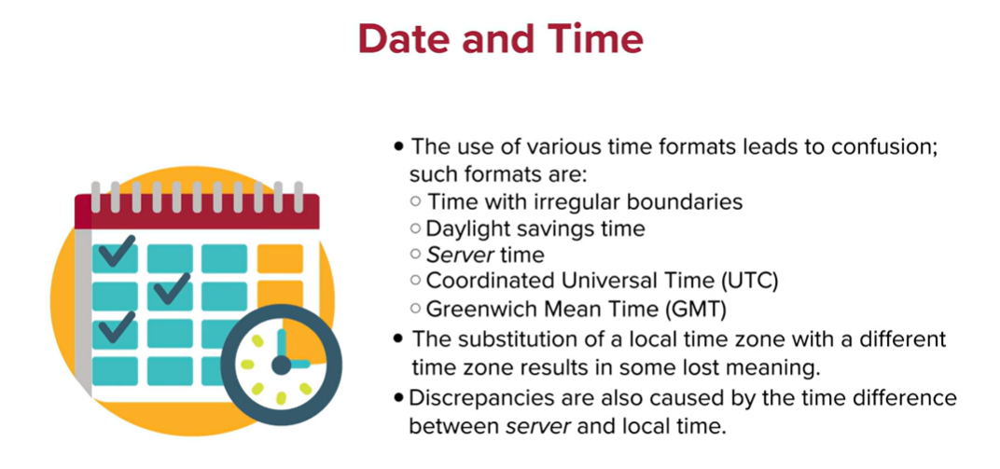 Date and Time
• The use of various time formats leads to confusion;
such formats are:
○ Time with irregular boundaries
○ Daylight savings time
○ Server time
○ Coordinated Universal Time (UTC)
○ Greenwich Mean Time (GMT)
• The substitution of a local time zone with a different
time zone results in some lost meaning.
• Discrepancies are also caused by the time difference
between server and local time.